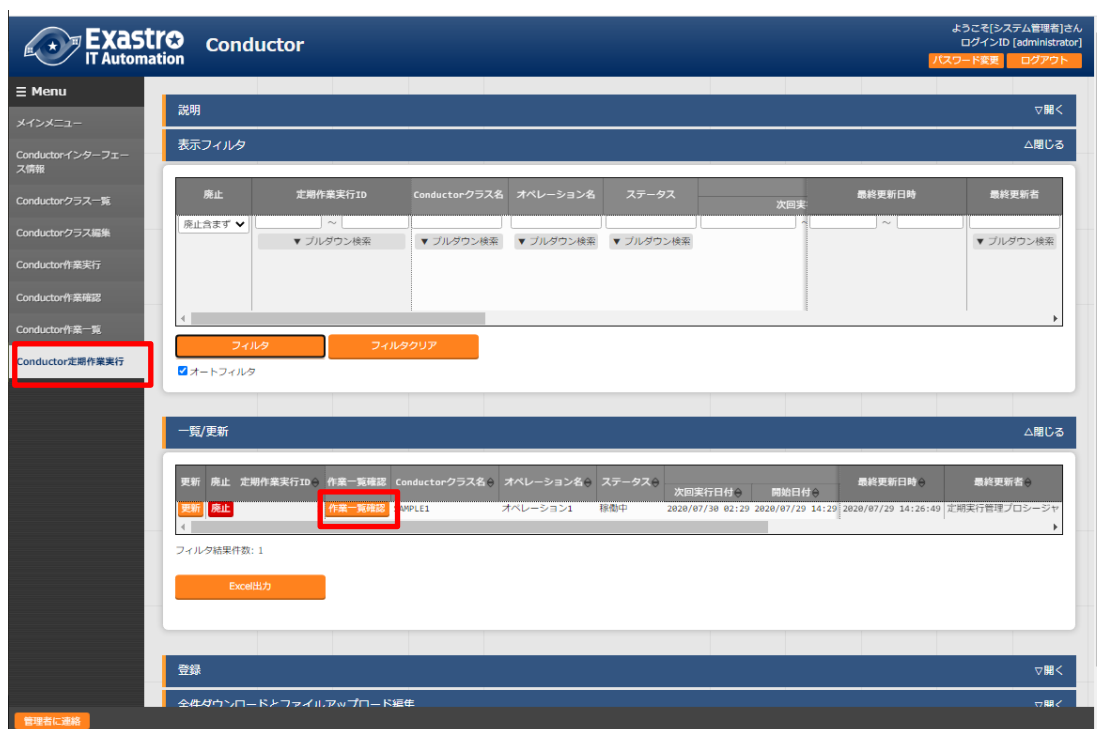 Exastro
IT Automation
Conductor
ようこそ[システム管理者]さん
ログインID [administrator]
パスワード変更 ログアウト
☰ Menu
メインメニュー
Conductorインターフェー
ス情報
Conductorクラス一覧
Conductorクラス編集
Conductor作業実行
Conductor作業確認
Conductor作業一覧
Conductor定期作業実行
説明 ▽開く
表示フィルタ △閉じる
廃止 定期作業実行ID Conductorクラス名 オペレーション名 ステータス 次回実 最終更新日時 最終更新者
廃止含まず ～ ～ ～
▼ プルダウン検索 ▼ プルダウン検索 ▼ プルダウン検索 ▼ プルダウン検索 ▼ プルダウン検索
フィルタ フィルタクリア
オートフィルタ
一覧/更新 △閉じる
更新 廃止 定期作業実行ID 作業一覧確認 Conductorクラス名 オペレーション名 ステータス 次回実行日付 開始日付 最終更新日時 最終更新者
更新 廃止 作業一覧確認 SAMPLE1 オペレーション1 稼働中 2020/07/30 02:29 2020/07/29 14:29 2020/07/29 14:26:49 定期実行管理プロシージャ
フィルタ結果件数: 1
Excel出力
登録 ▽開く
全件ダウンロードとファイルアップロード編集 ▽開く
管理者に連絡